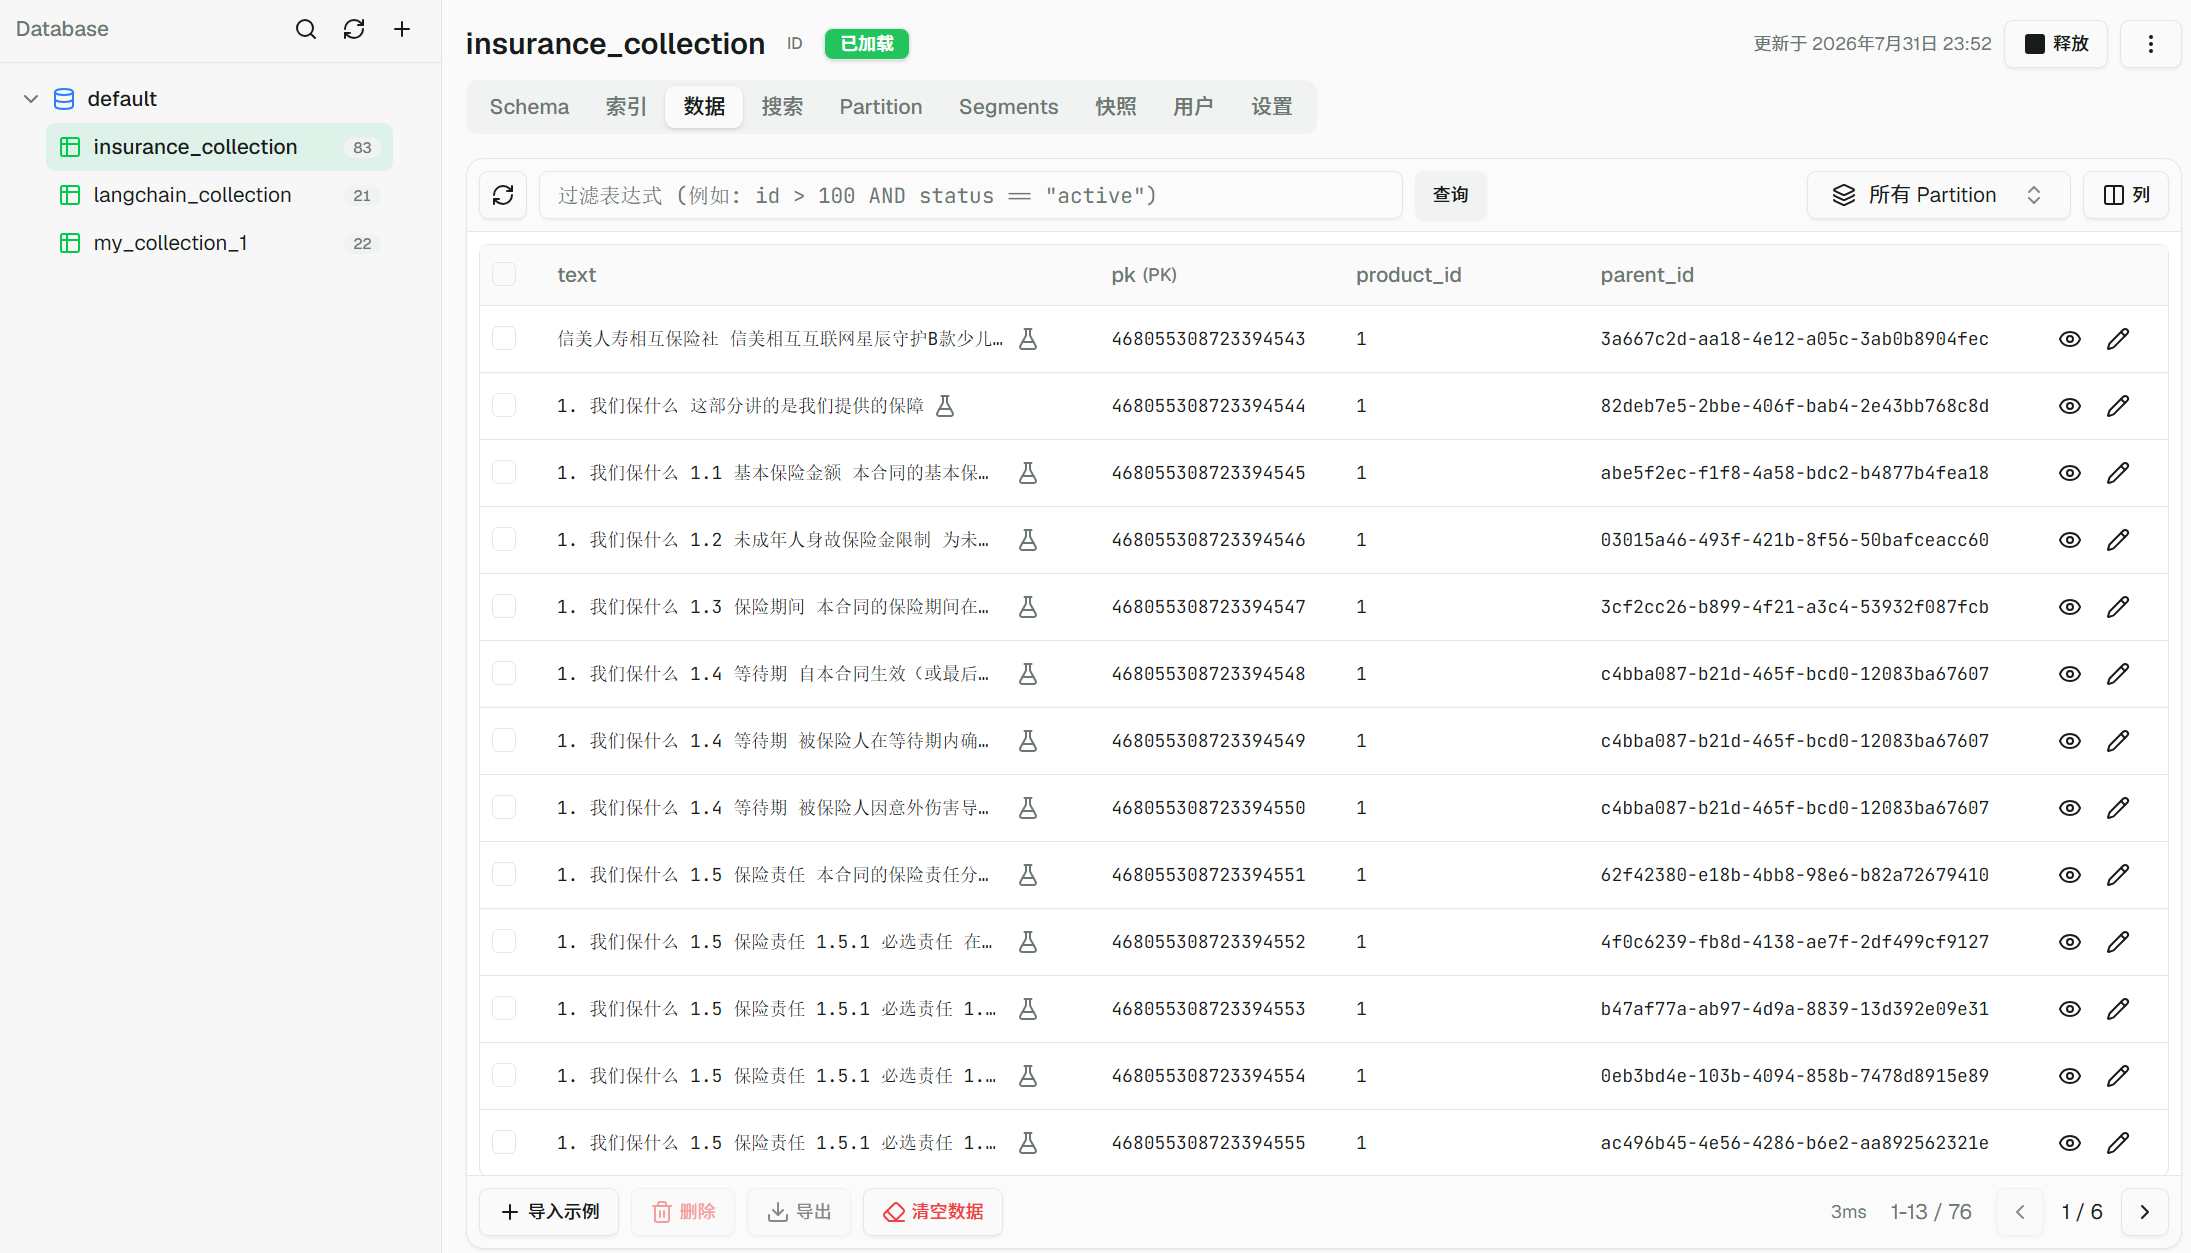 Database
default
insurance_collection 83
langchain_collection 21
my_collection_1 22
insurance_collection ID 已加载
更新于 2026年7月31日 23:52 释放
Schema 索引 数据 搜索 Partition Segments 快照 用户 设置
过滤表达式 (例如: id > 100 AND status == "active") 查询 所有 Partition 列
text pk (PK) product_id parent_id
信美人寿相互保险社 信美相互互联网星辰守护B款少儿… 468055308723394543 1 3a667c2d-aa18-4e12-a05c-3ab0b8904fec
1. 我们保什么 这部分讲的是我们提供的保障 468055308723394544 1 82deb7e5-2bbe-406f-bab4-2e43bb768c8d
1. 我们保什么 1.1 基本保险金额 本合同的基本保… 468055308723394545 1 abe5f2ec-f1f8-4a58-bdc2-b4877b4fea18
1. 我们保什么 1.2 未成年人身故保险金限制 为未… 468055308723394546 1 03015a46-493f-421b-8f56-50bafceacc60
1. 我们保什么 1.3 保险期间 本合同的保险期间在… 468055308723394547 1 3cf2cc26-b899-4f21-a3c4-53932f087fcb
1. 我们保什么 1.4 等待期 自本合同生效（或最后… 468055308723394548 1 c4bba087-b21d-465f-bcd0-12083ba67607
1. 我们保什么 1.4 等待期 被保险人在等待期内确… 468055308723394549 1 c4bba087-b21d-465f-bcd0-12083ba67607
1. 我们保什么 1.4 等待期 被保险人因意外伤害导… 468055308723394550 1 c4bba087-b21d-465f-bcd0-12083ba67607
1. 我们保什么 1.5 保险责任 本合同的保险责任分… 468055308723394551 1 62f42380-e18b-4bb8-98e6-b82a72679410
1. 我们保什么 1.5 保险责任 1.5.1 必选责任 在… 468055308723394552 1 4f0c6239-fb8d-4138-ae7f-2df499cf9127
1. 我们保什么 1.5 保险责任 1.5.1 必选责任 1.… 468055308723394553 1 b47af77a-ab97-4d9a-8839-13d392e09e31
1. 我们保什么 1.5 保险责任 1.5.1 必选责任 1.… 468055308723394554 1 0eb3bd4e-103b-4094-858b-7478d8915e89
1. 我们保什么 1.5 保险责任 1.5.1 必选责任 1.… 468055308723394555 1 ac496b45-4e56-4286-b6e2-aa892562321e
导入示例 删除 导出 清空数据 3ms 1-13 / 76 1 / 6